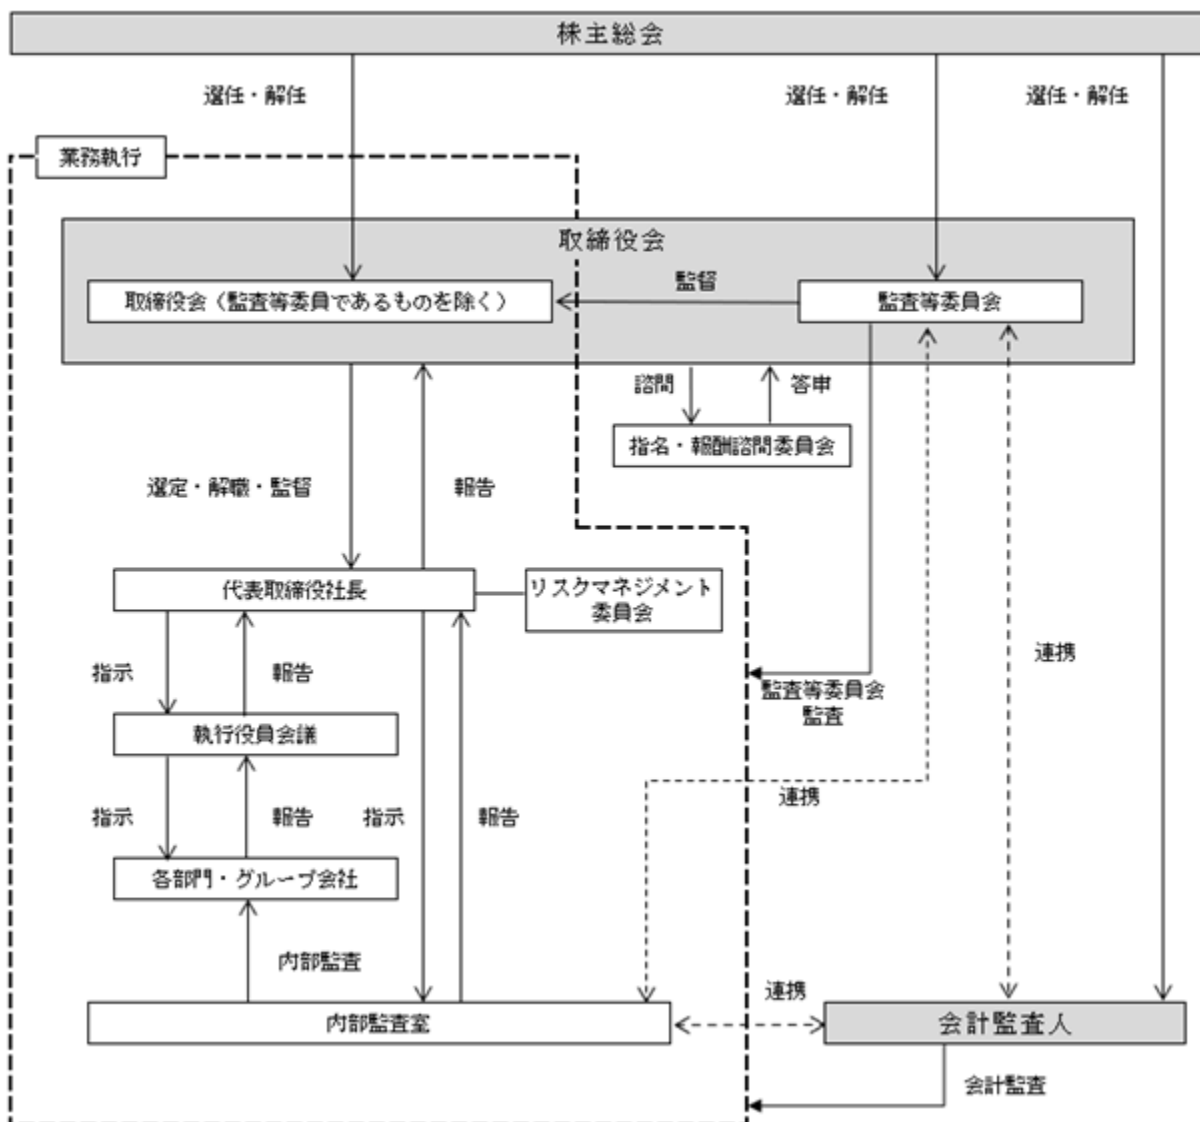 株主総会
選任・解任
選任・解任
選任・解任
業務執行
取締役会
監督
取締役会（監査等委員であるものを除く）
監査等委員会
諮問
答申
指名・報酬諮問委員会
選定・解職・監督
報告
代表取締役社長
リスクマネジメント
委員会
指示
報告
連携
監査等委員会
監査
執行役員会議
連携
指示
報告
指示
報告
各部門・グループ会社
内部監査
連携
内部監査室
会計監査人
会計監査